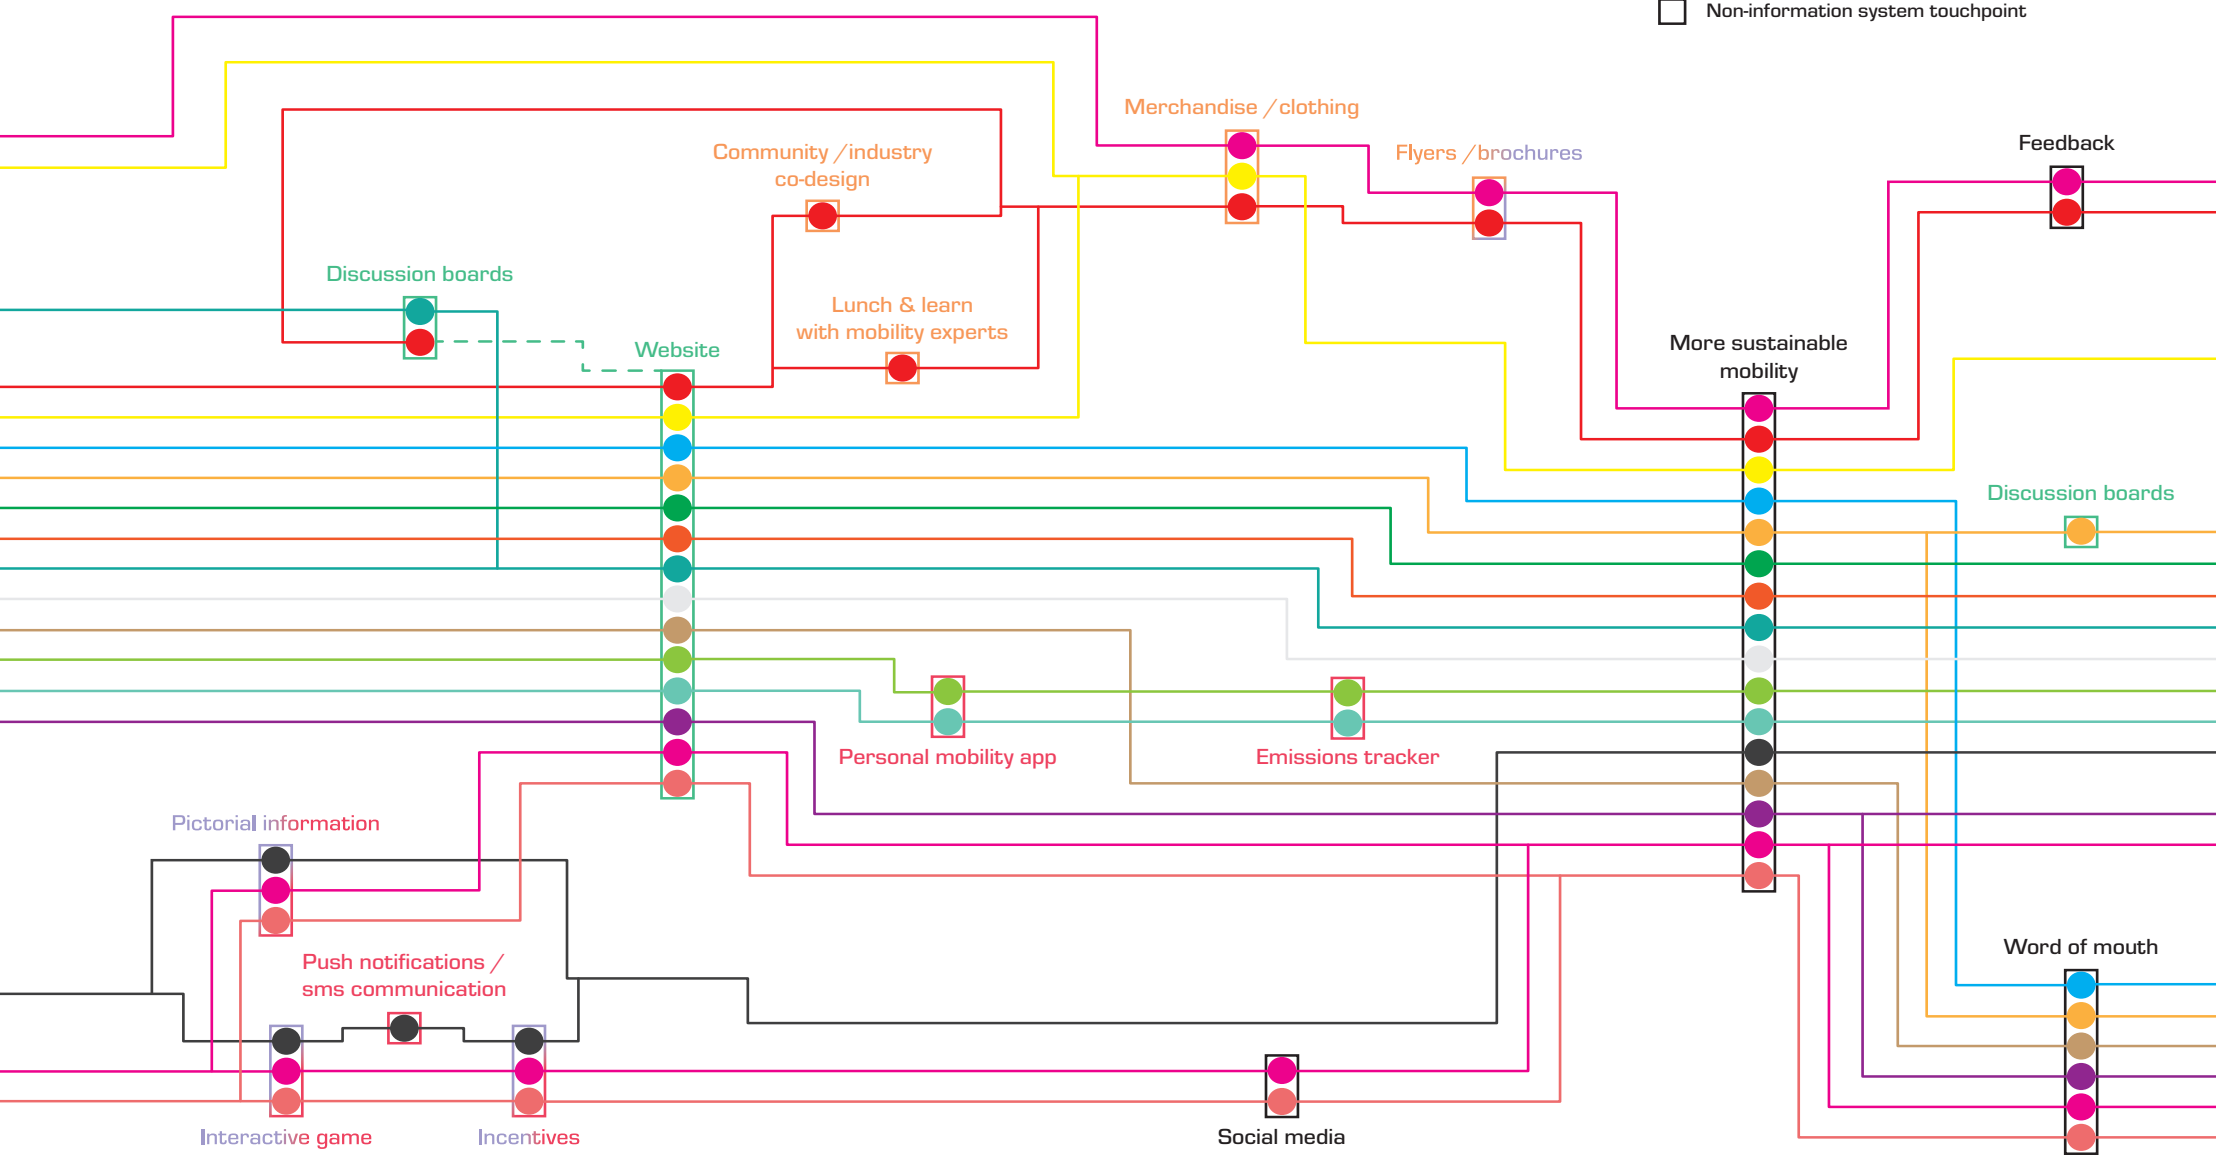 Non-information system touchpoint
Merchandise / clothing
Feedback
Community / industry
co-design
Flyers / brochures
Discussion boards
Lunch & learn
with mobility experts
Website
More sustainable
mobility
Discussion boards
Personal mobility app
Emissions tracker
Pictorial information
Push notifications /
sms communication
Word of mouth
Interactive game
Incentives
Social media